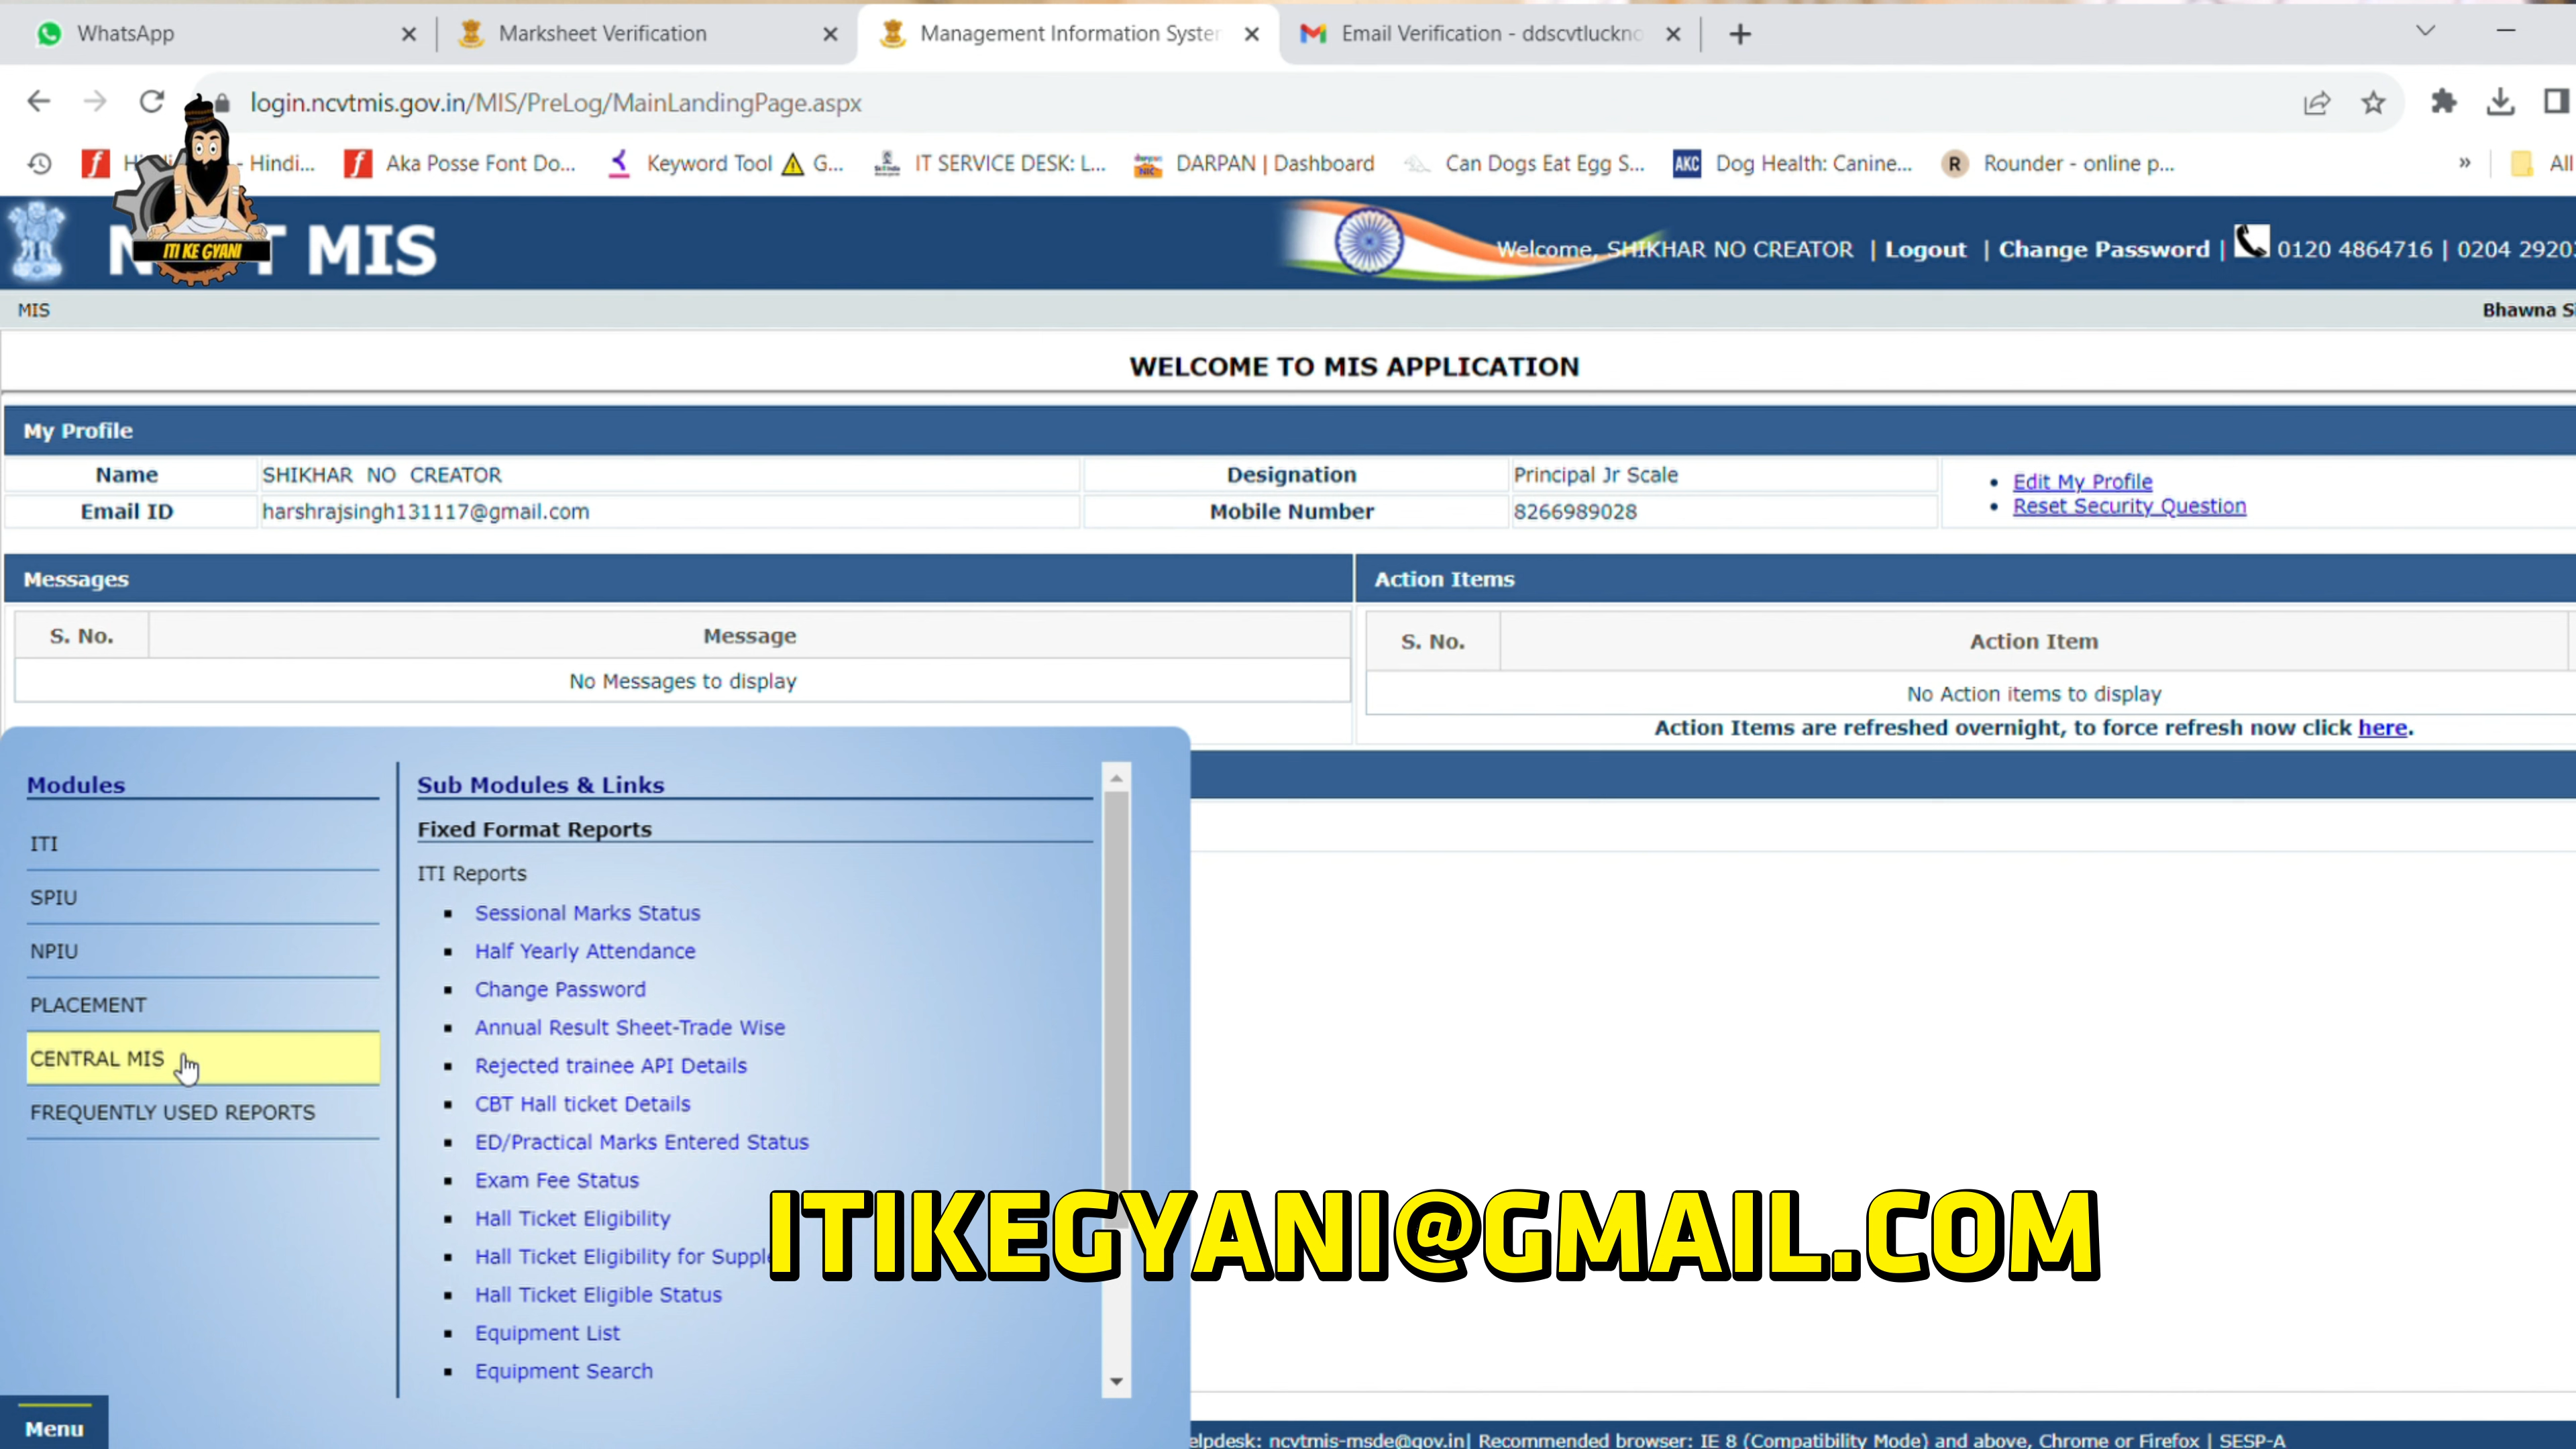 WhatsApp
Marksheet Verification
Management Information Syster
Email Verification - ddscvtluckno
login.ncvtmis.gov.in/MIS/PreLog/MainLandingPage.aspx
- Hindi...
Aka Posse Font Do...
Keyword Tool ⚠ G...
IT SERVICE DESK: L...
DARPAN | Dashboard
Can Dogs Eat Egg S...
AKC Dog Health: Canine...
R Rounder - online p...
»
All
ITI KE GYANI
MIS
Welcome, SHIKHAR NO CREATOR | Logout | Change Password | 0120 4864716 | 0204 2920
MIS
Bhawna S
WELCOME TO MIS APPLICATION
My Profile
Name SHIKHAR NO CREATOR Designation Principal Jr Scale
Email ID harshrajsingh131117@gmail.com Mobile Number 8266989028
Edit My Profile
Reset Security Question
Messages
S. No. Message
No Messages to display
Action Items
S. No. Action Item
No Action items to display
Action Items are refreshed overnight, to force refresh now click here.
Modules
ITI
SPIU
NPIU
PLACEMENT
CENTRAL MIS
FREQUENTLY USED REPORTS
Sub Modules & Links
Fixed Format Reports
ITI Reports
Sessional Marks Status
Half Yearly Attendance
Change Password
Annual Result Sheet-Trade Wise
Rejected trainee API Details
CBT Hall ticket Details
ED/Practical Marks Entered Status
Exam Fee Status
Hall Ticket Eligibility
Hall Ticket Eligibility for Supple
Hall Ticket Eligible Status
Equipment List
Equipment Search
ITIKEGYANI@GMAIL.COM
Menu
elpdesk: ncvtmis-msde@gov.in| Recommended browser: IE 8 (Compatibility Mode) and above, Chrome or Firefox | SESP-A